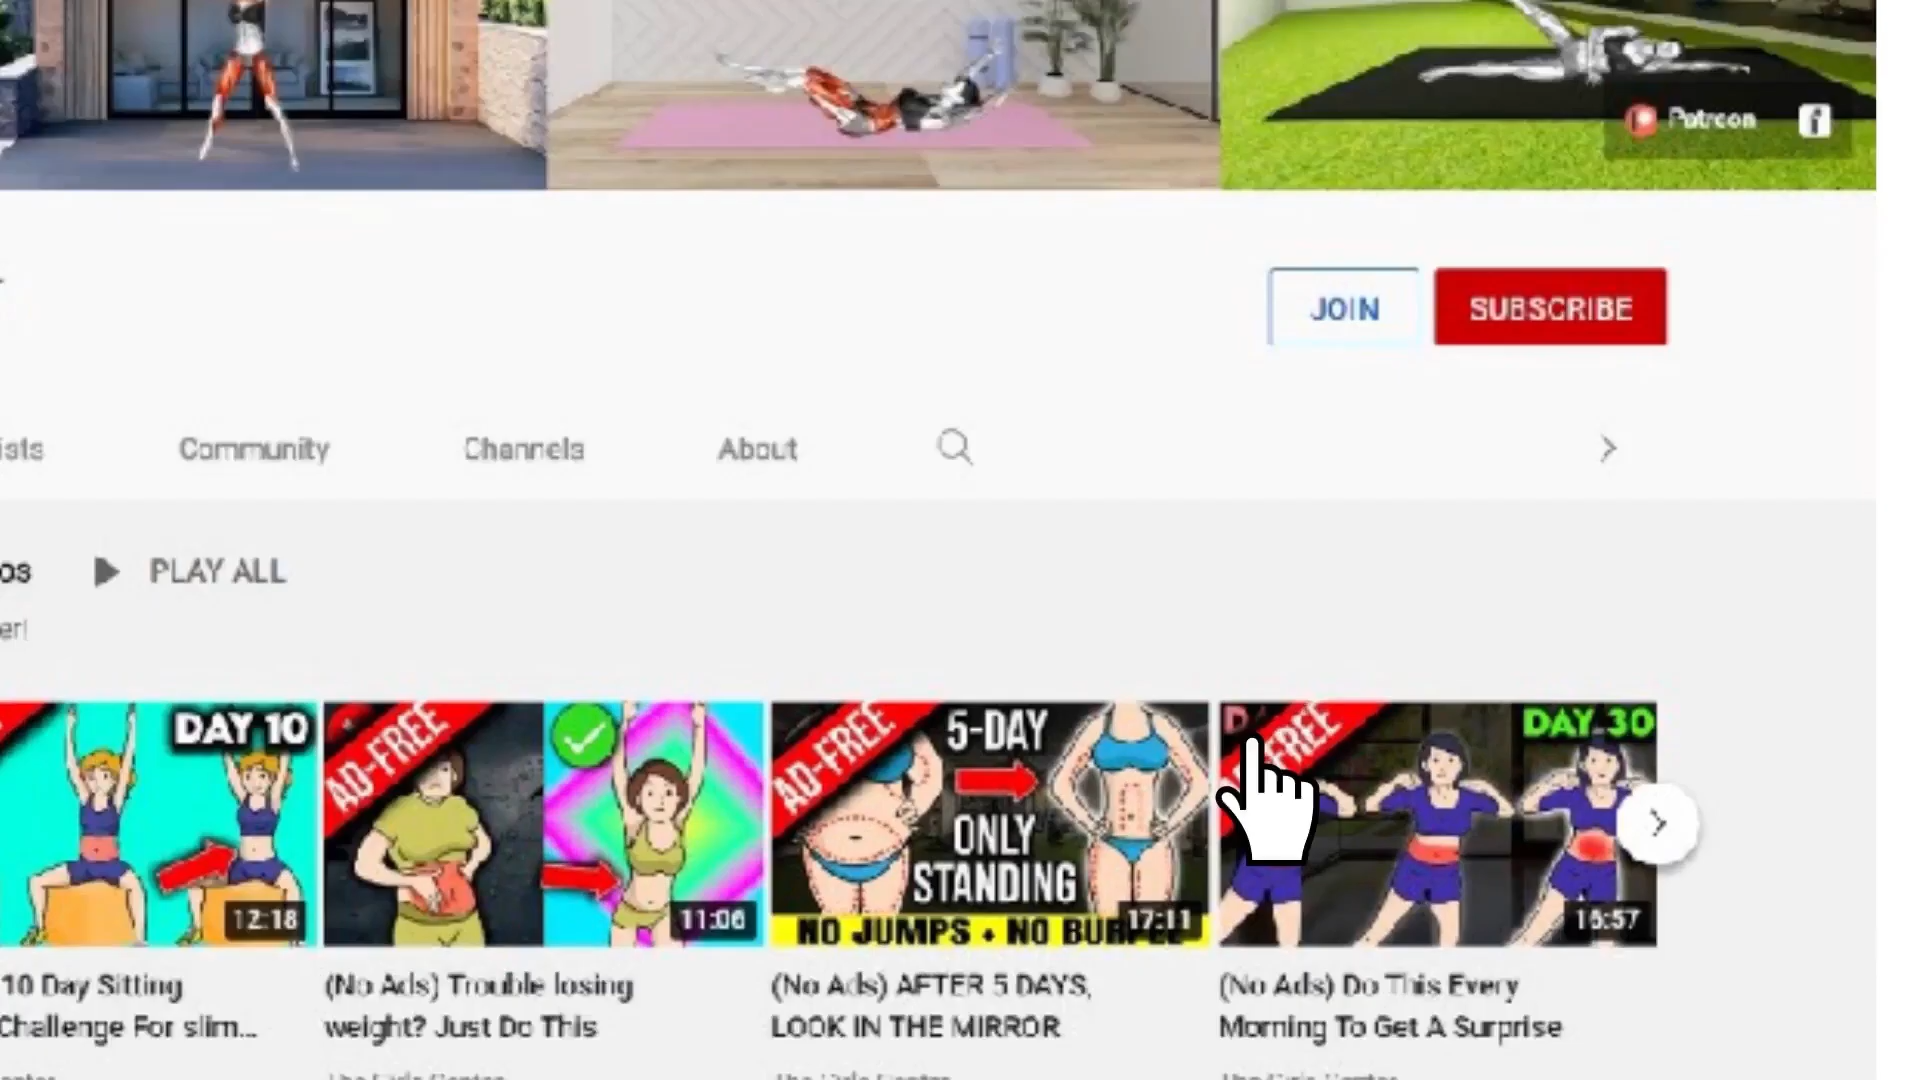 Patreon
JOIN
SUBSCRIBE
Community
Channels
About
PLAY ALL
DAY 10
12:18
AD-FREE
11:06
AD-FREE
5-DAY
ONLY
STANDING
NO JUMPS • NO
17:11
FREE
DAY 30
16:57
10 Day Sitting
Challenge For slim...
(No Ads) Trouble losing
weight? Just Do This
(No Ads) AFTER 5 DAYS,
LOOK IN THE MIRROR
(No Ads) Do This Every
Morning To Get A Surprise